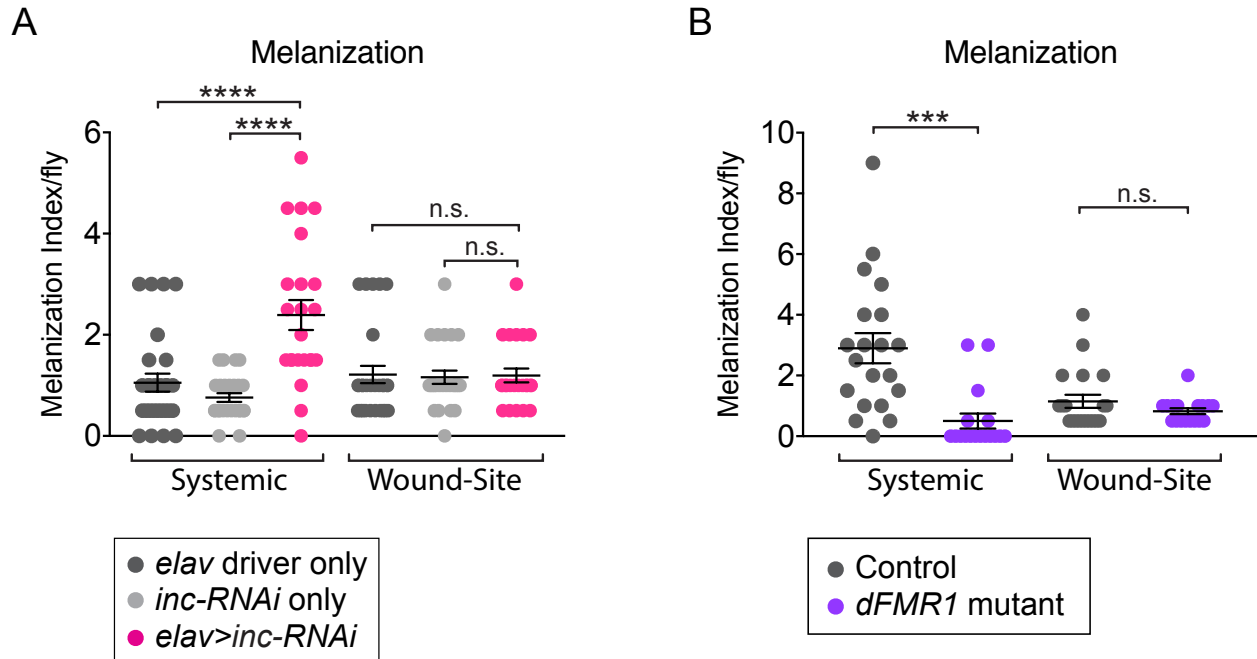 A
Melanization
****
****
n.s.
n.s.
Melanization Index/fly
6
4
2
0
Systemic
Wound-Site
elav driver only
inc-RNAi only
elav>inc-RNAi
B
Melanization
***
n.s.
Melanization Index/fly
10
8
6
4
2
0
Systemic
Wound-Site
Control
dFMR1 mutant